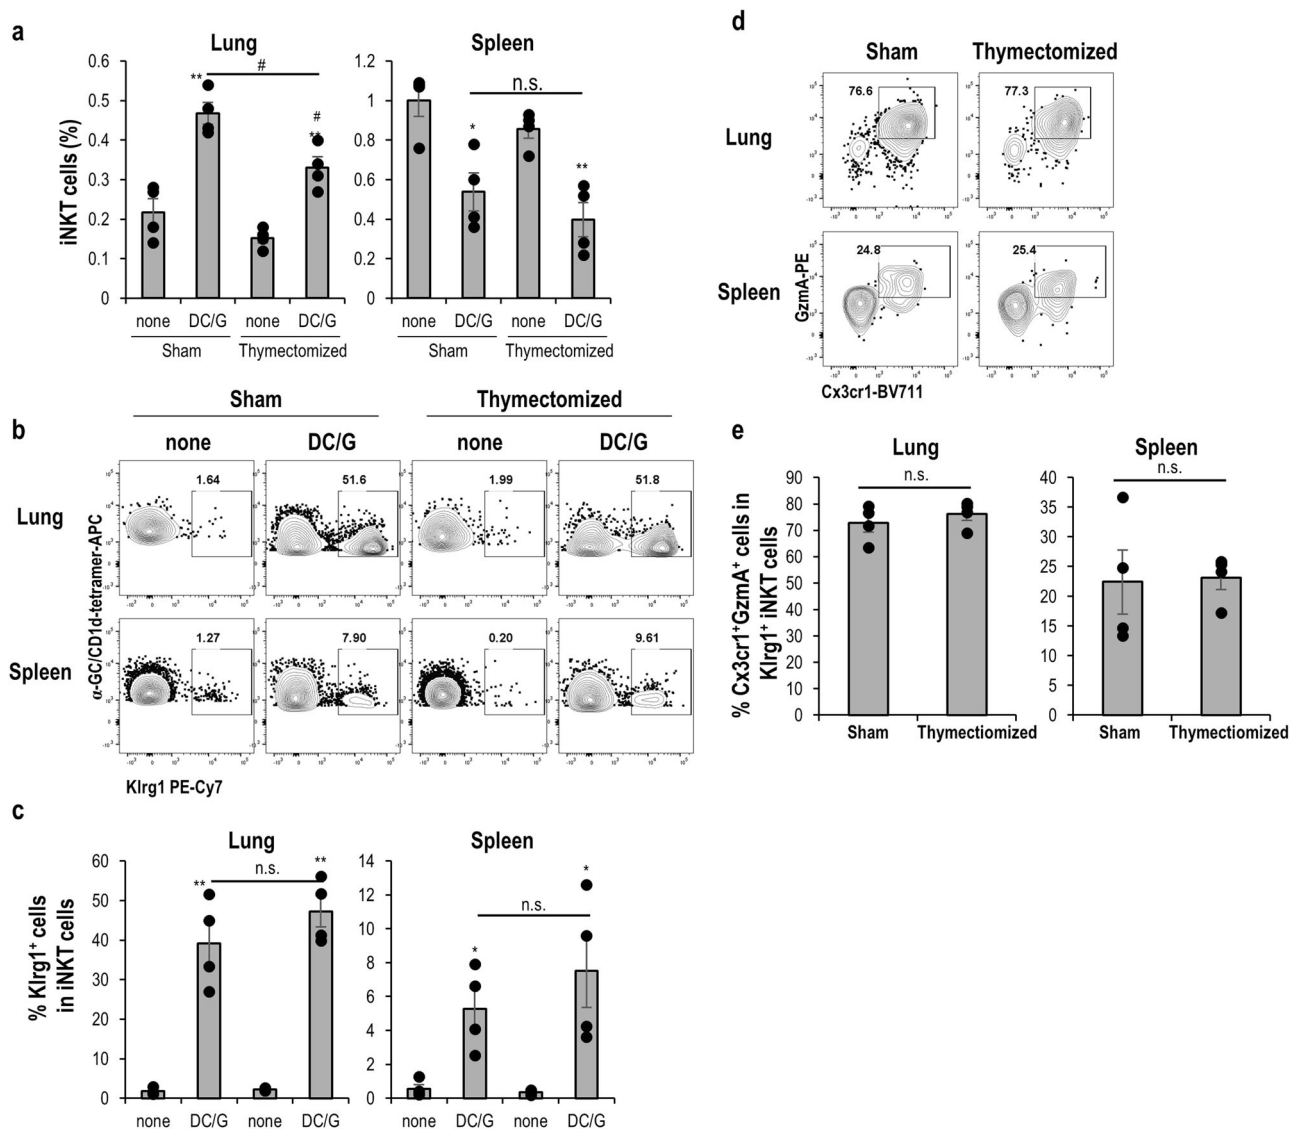 a
Lung
Spleen
iNKT cells (%)
0.6
0.5
0.4
0.3
0.2
0.1
0
**
#
#
**
1.2
1
0.8
0.6
0.4
0.2
0
*
n.s.
**
none DC/G none DC/G
Sham Thymectomized
none DC/G none DC/G
Sham Thymectomized
b
Sham Thymectomized
none DC/G none DC/G
Lung
1.64 51.6 1.99 51.8
Spleen
1.27 7.90 0.20 9.61
α-GC/CD1d-tetramer-APC
Klrg1 PE-Cy7
c
Lung
Spleen
% Klrg1+ cells
in iNKT cells
60
50
40
30
20
10
0
**
n.s.
**
14
12
10
8
6
4
2
0
*
n.s.
*
none DC/G none DC/G
none DC/G none DC/G
d
Sham Thymectomized
Lung
76.6 77.3
Spleen
24.8 25.4
GzmA-PE
Cx3cr1-BV711
e
Lung
Spleen
% Cx3cr1+GzmA+ cells in
Klrg1+ iNKT cells
90
80
70
60
50
40
30
20
10
0
n.s.
Sham Thymectiomized
40
35
30
25
20
15
10
5
0
n.s.
Sham Thymectiomized